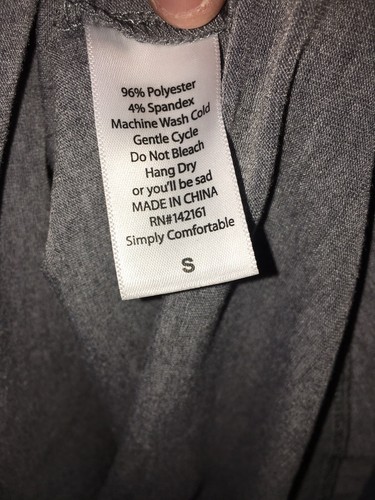 96% Polyester
4% Spandex
Machine Wash Cold
Gentle Cycle
Do Not Bleach
Hang Dry
or you'll be sad
MADE IN CHINA
RN#142161
Simply Comfortable
S